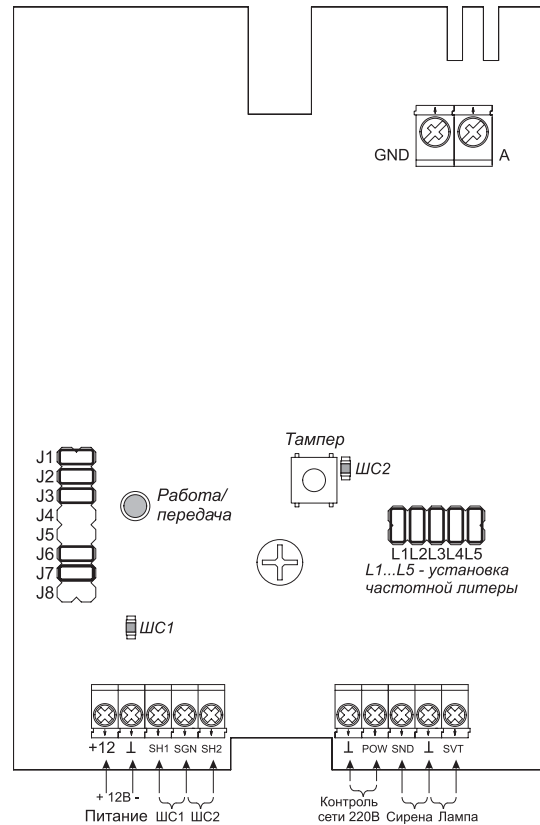 GND A
Тампер
ШС2
J1
J2
J3
J4
J5
J6
J7
J8
Работа/
передача
L1L2L3L4L5
L1...L5 - установка
частотной литеры
ШС1
+12 ⊥ SH1 SGN SH2
⊥ POW SND ⊥ SVT
+ 12В -
Питание ШС1 ШС2
Контроль
сети 220В Сирена Лампа